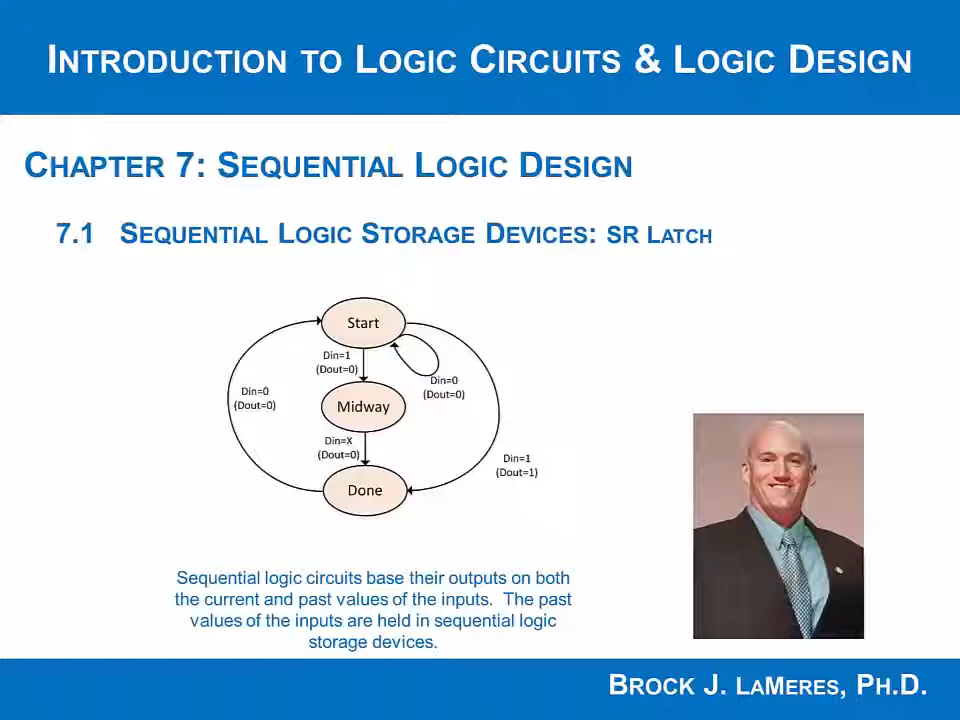 INTRODUCTION TO LOGIC CIRCUITS & LOGIC DESIGN
CHAPTER 7: SEQUENTIAL LOGIC DESIGN
7.1 SEQUENTIAL LOGIC STORAGE DEVICES: SR LATCH
Start
Din=1
(Dout=0)
Din=0
(Dout=0)
Din=0
(Dout=0)
Midway
Din=X
(Dout=0)
Din=1
(Dout=1)
Done
Sequential logic circuits base their outputs on both
the current and past values of the inputs. The past
values of the inputs are held in sequential logic
storage devices.
BROCK J. LAMERES, PH.D.